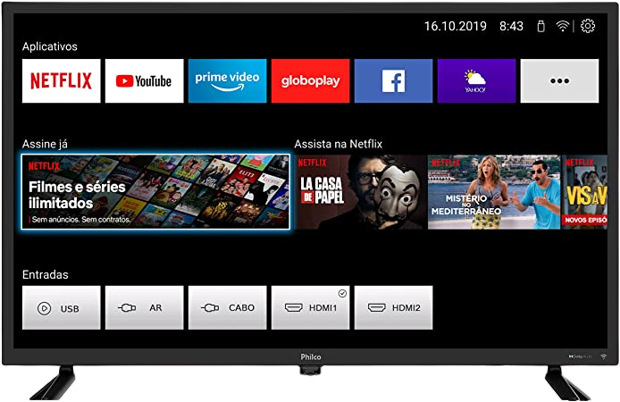 16.10.2019 8:43
Aplicativos
NETFLIX
YouTube
prime video
globoplay
f
YAHOO!
Assine já
Assista na Netflix
NETFLIX
Filmes e séries
ilimitados
Sem anúncios. Sem contratos.
NETFLIX
LA CASA
DE PAPEL
NETFLIX
MISTÉRIO
NO
MEDITERRÂNEO
NETFLIX
VIS A V
NOVOS EPISÓ
Entradas
USB
AR
CABO
HDMI1
HDMI2
Philco